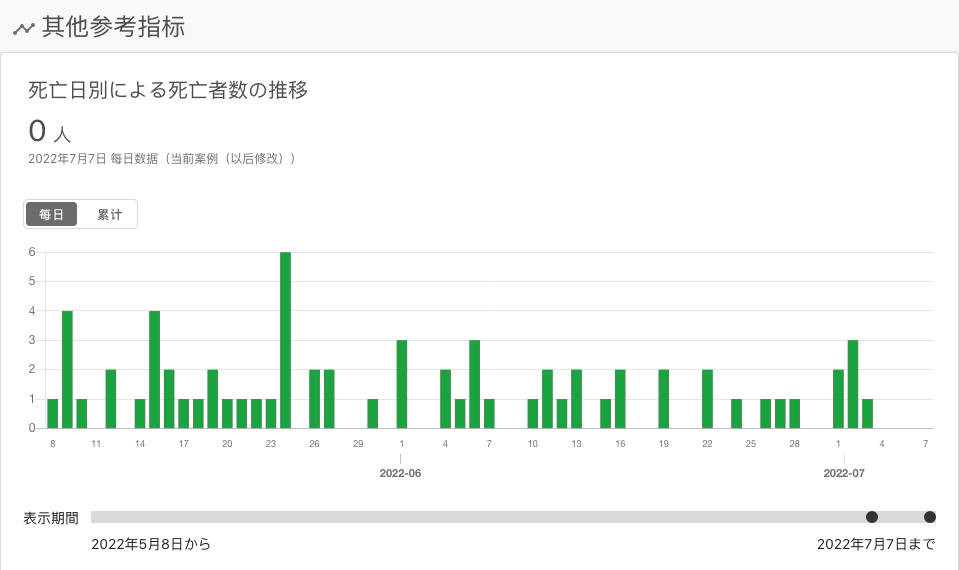 其他参考指标
死亡日別による死亡者数の推移
0 人
2022年7月7日 每日数据（当前案例（以后修改））
每日 累计
6
5
4
3
2
1
0
8 11 14 17 20 23 26 29 1 4 7 10 13 16 19 22 25 28 1 4 7
2022-06 2022-07
表示期間
2022年5月8日から 2022年7月7日まで